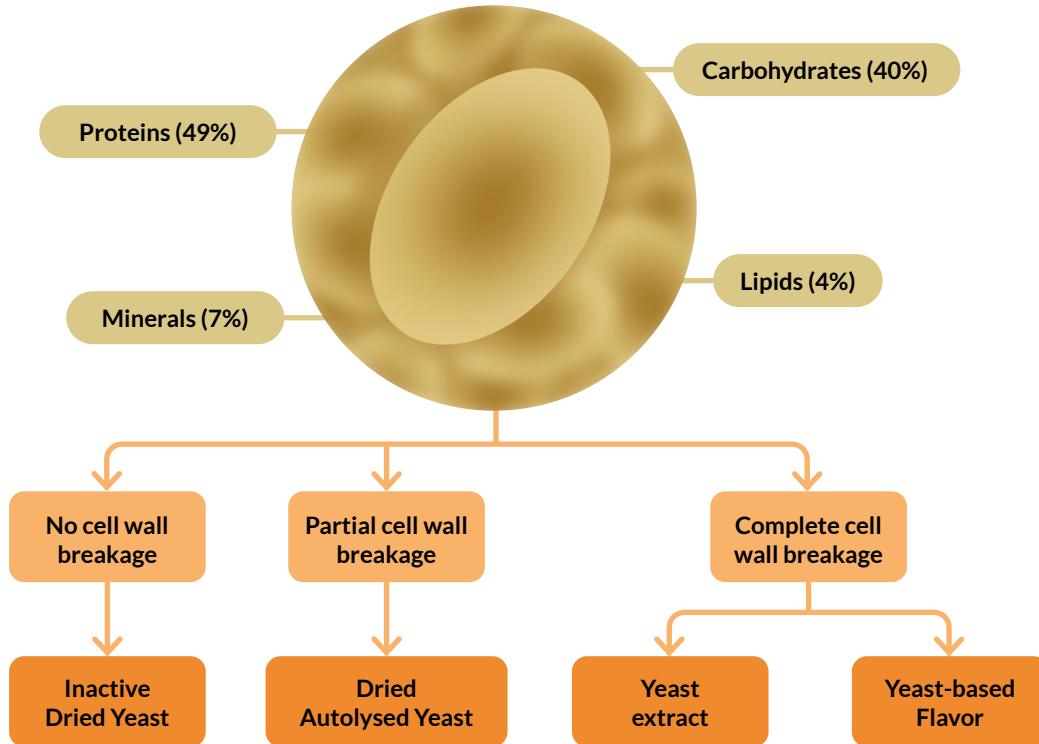 Carbohydrates (40%)
Proteins (49%)
Lipids (4%)
Minerals (7%)
No cell wall
breakage
Partial cell wall
breakage
Complete cell
wall breakage
Inactive
Dried Yeast
Dried
Autolysed Yeast
Yeast
extract
Yeast-based
Flavor